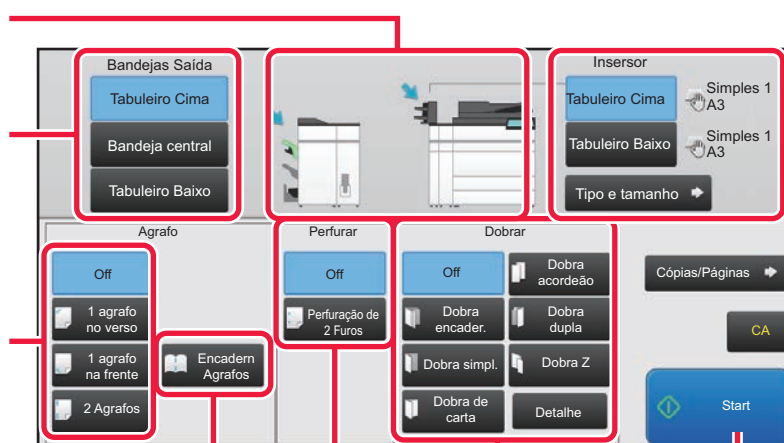 Bandejas Saída
Tabuleiro Cima
Bandeja central
Tabuleiro Baixo
Insersor
Tabuleiro Cima
Simples 1
A3
Tabuleiro Baixo
Simples 1
A3
Tipo e tamanho
Agrafo
Off
1 agrafo
no verso
1 agrafo
na frente
2 Agrafos
Encadern
Agrafos
Perfurar
Off
Perfuração de
2 Furos
Dobrar
Off
Dobra
acordeão
Dobra
encader.
Dobra
dupla
Dobra simpl.
Dobra Z
Dobra de
carta
Detalhe
Cópias/Páginas
CA
Start